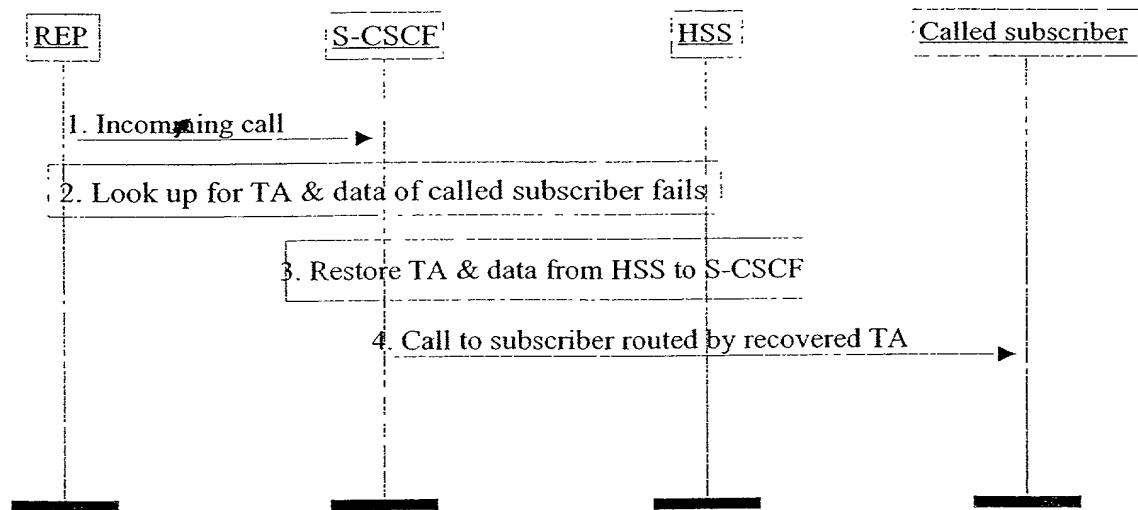 REP
S-CSCF
HSS
Called subscriber
1. Incomming call
2. Look up for TA & data of called subscriber fails
3. Restore TA & data from HSS to S-CSCF
4. Call to subscriber routed by recovered TA